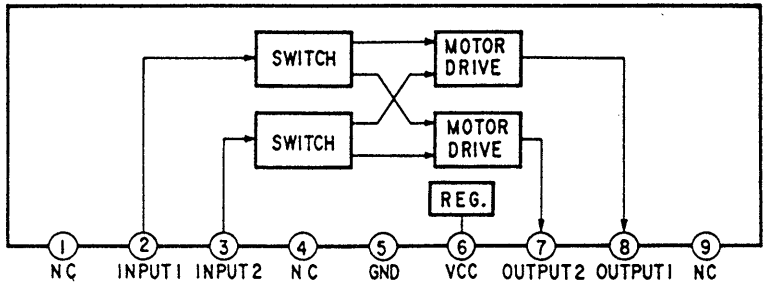 SWITCH
MOTOR
DRIVE
SWITCH
MOTOR
DRIVE
REG.
1 2 3 4 5 6 7 8 9
NC INPUT1 INPUT2 NC GND VCC OUTPUT2 OUTPUT1 NC